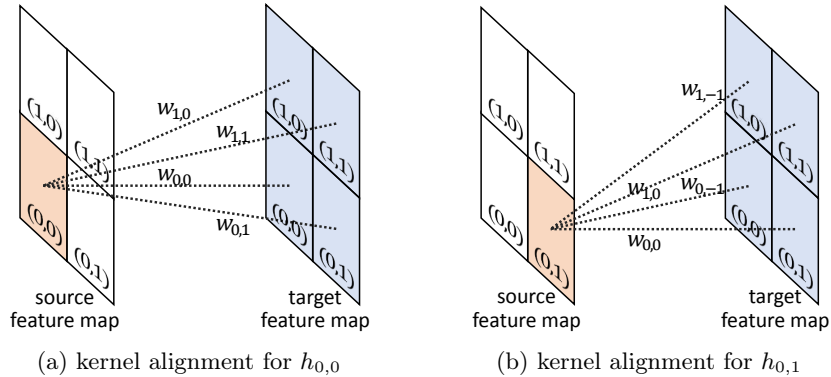 w1,0
w1,1
w0,0
w0,1
(1,0)
(1,1)
(0,0)
(0,1)
(1,0)
(1,1)
(0,0)
(0,1)
source
feature map
target
feature map
(a) kernel alignment for h0,0
w1,−1
w1,0
w0,−1
w0,0
(1,0)
(1,1)
(0,0)
(0,1)
(1,0)
(1,1)
(0,0)
(0,1)
source
feature map
target
feature map
(b) kernel alignment for h0,1